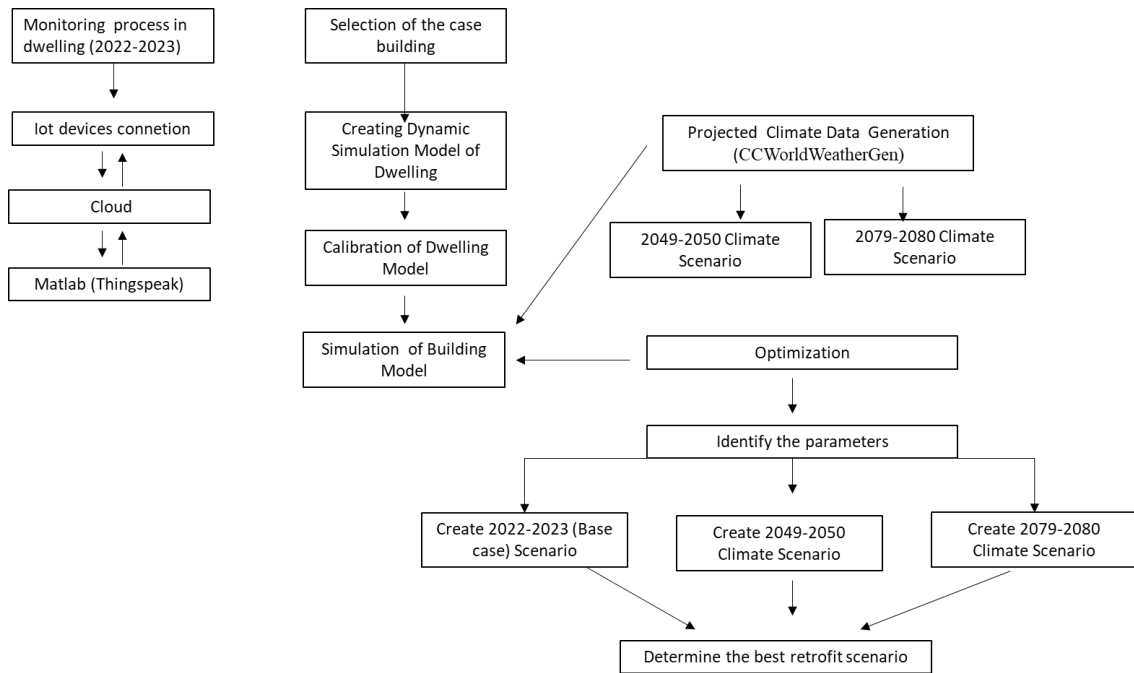 Monitoring process in
dwelling (2022-2023)
Iot devices connetion
Cloud
Matlab (Thingspeak)
Selection of the case
building
Creating Dynamic
Simulation Model of
Dwelling
Calibration of Dwelling
Model
Simulation of Building
Model
Projected Climate Data Generation
(CCWorldWeatherGen)
2049-2050 Climate
Scenario
2079-2080 Climate
Scenario
Optimization
Identify the parameters
Create 2022-2023 (Base
case) Scenario
Create 2049-2050
Climate Scenario
Create 2079-2080
Climate Scenario
Determine the best retrofit scenario